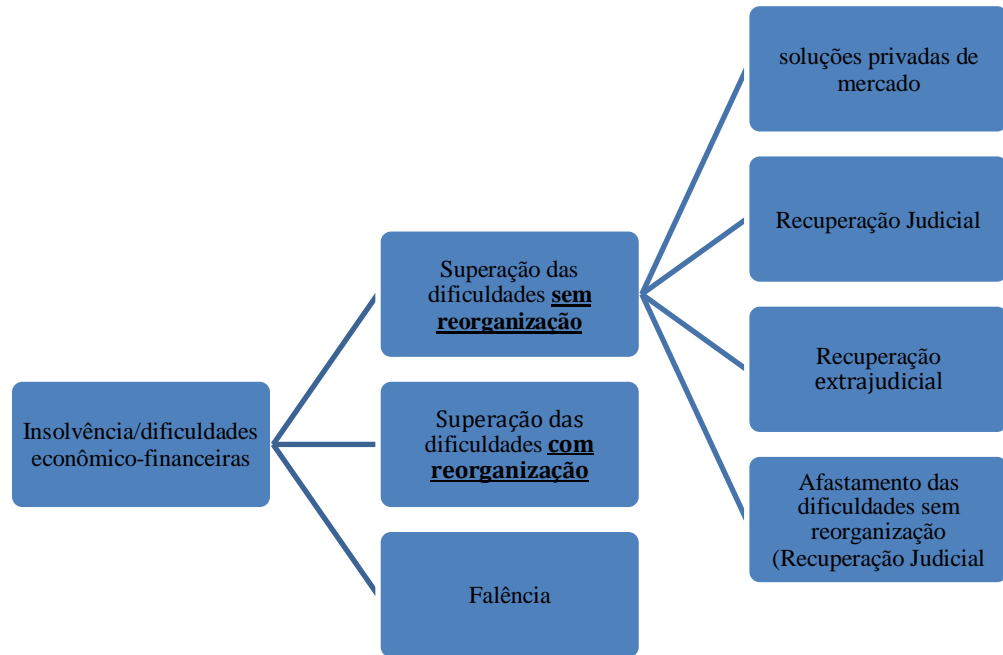 Insolvência/dificuldades
econômico-financeiras
Superação das
dificuldades sem
reorganização
soluções privadas de
mercado
Recuperação Judicial
Recuperação
extrajudicial
Afastamento das
dificuldades sem
reorganização
(Recuperação Judicial
Superação das
dificuldades com
reorganização
Falência